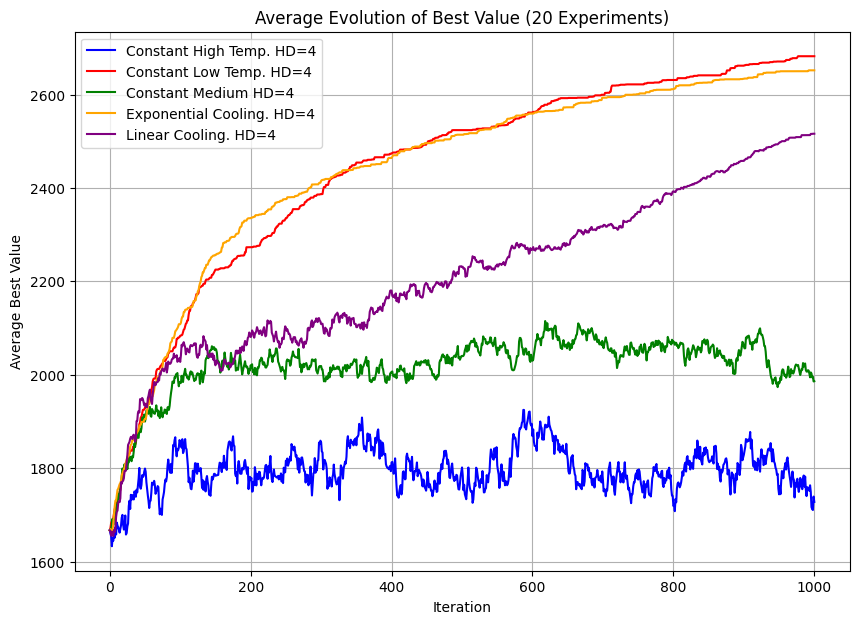 Average Evolution of Best Value (20 Experiments)
Constant High Temp. HD=4
Constant Low Temp. HD=4
Constant Medium HD=4
Exponential Cooling. HD=4
Linear Cooling. HD=4
Average Best Value
2600
2400
2200
2000
1800
1600
0 200 400 600 800 1000
Iteration